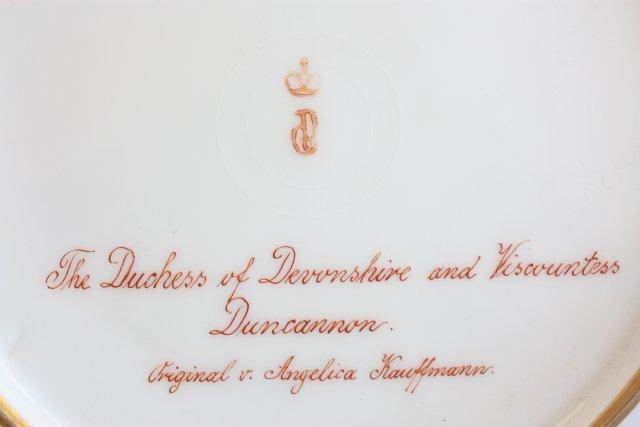 The Duchess of Devonshire and Viscountess
Duncannon.
Original v. Angelica Kauffmann.